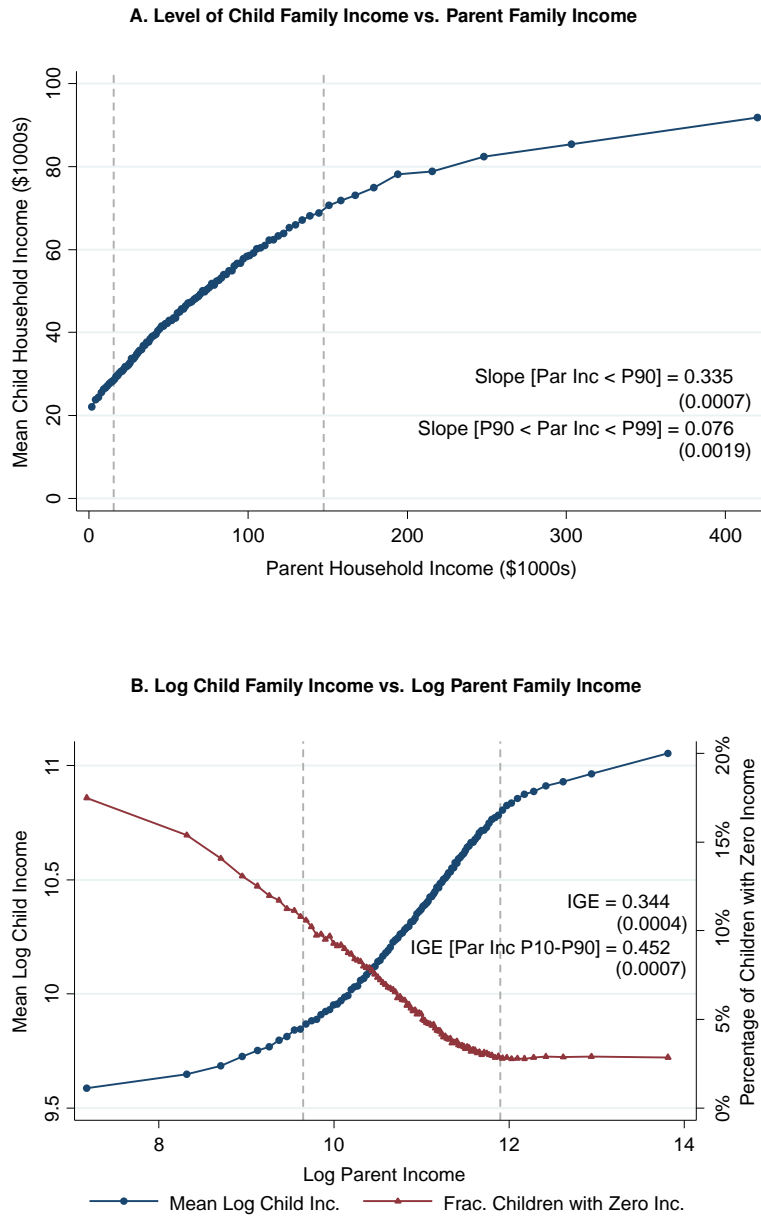 A. Level of Child Family Income vs. Parent Family Income
Mean Child Household Income ($1000s)
100
80
60
40
20
0
Slope [Par Inc < P90] = 0.335
(0.0007)
Slope [P90 < Par Inc < P99] = 0.076
(0.0019)
0 100 200 300 400
Parent Household Income ($1000s)
B. Log Child Family Income vs. Log Parent Family Income
Mean Log Child Income
11
10.5
10
9.5
IGE = 0.344
(0.0004)
IGE [Par Inc P10-P90] = 0.452
(0.0007)
20%
15%
10%
5%
0%
Percentage of Children with Zero Income
8 10 12 14
Log Parent Income
Mean Log Child Inc. Frac. Children with Zero Inc.